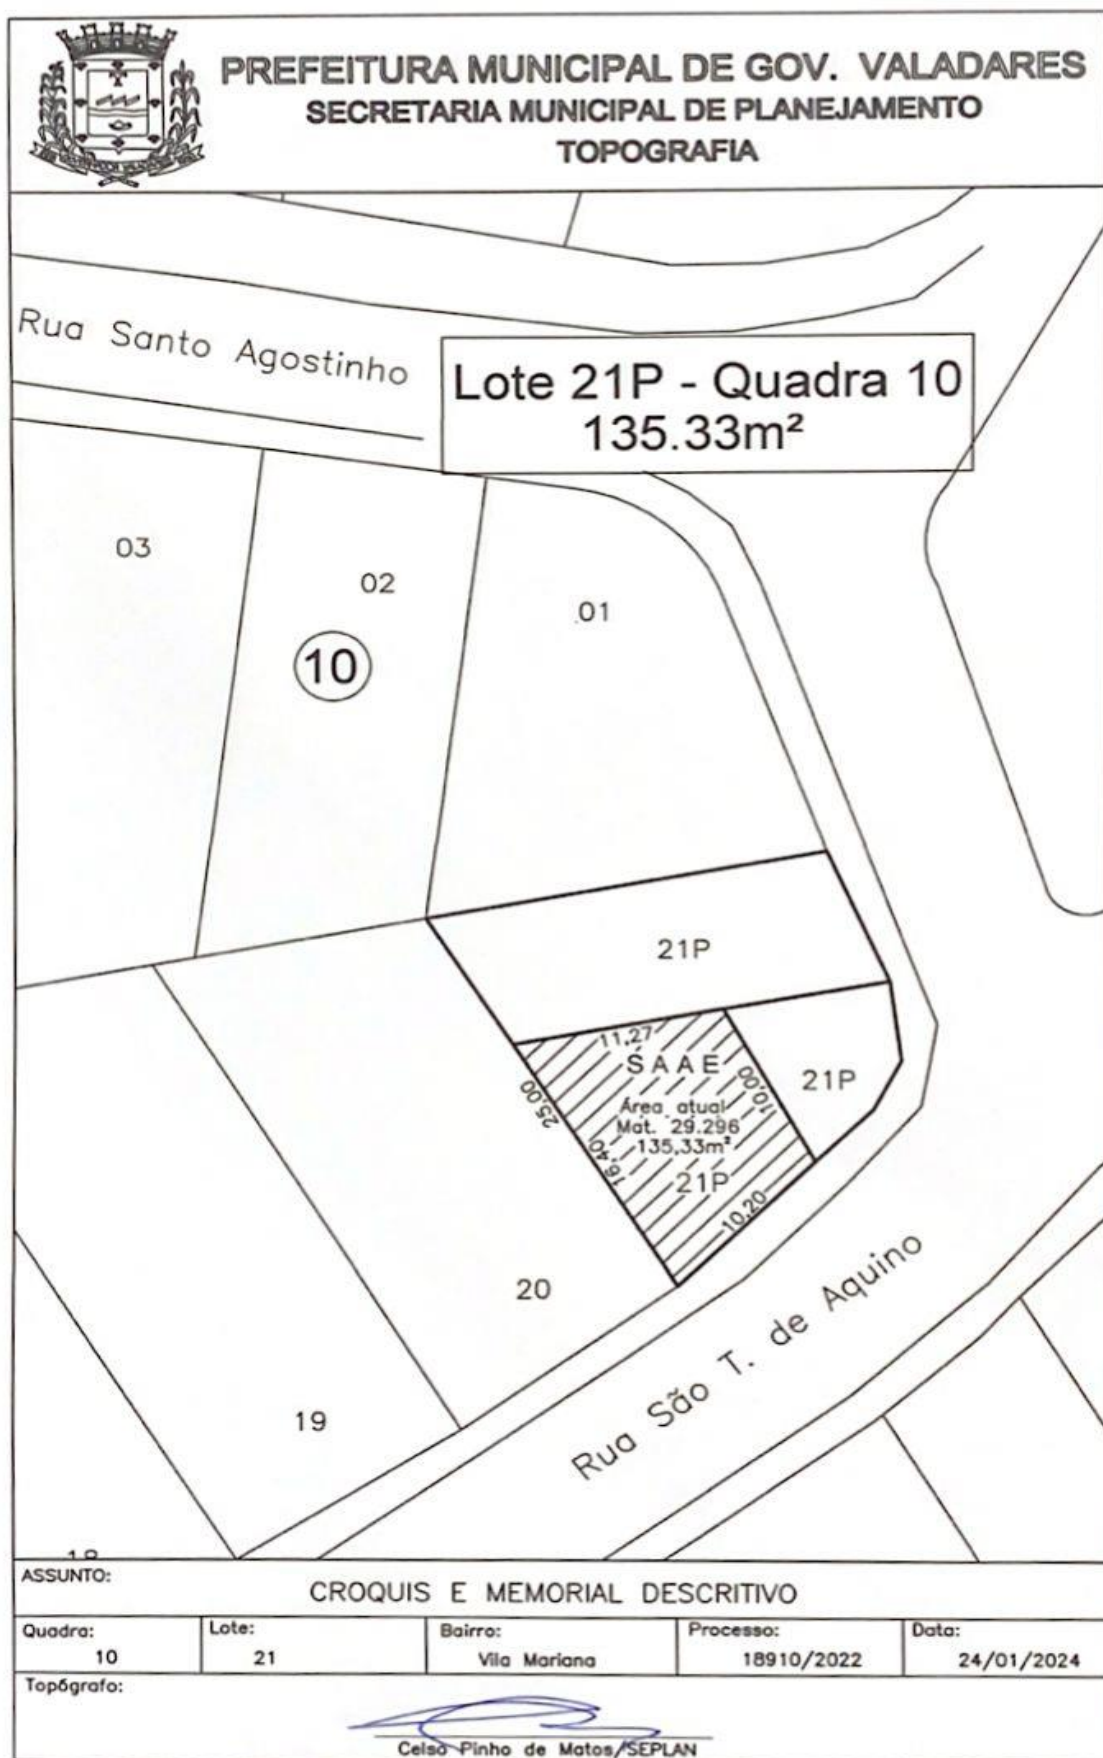 PREFEITURA MUNICIPAL DE GOV. VALADARES
SECRETARIA MUNICIPAL DE PLANEJAMENTO
TOPOGRAFIA
Rua Santo Agostinho
Lote 21P - Quadra 10
135.33m²
03
02
01
10
21P
11,27
SAAE
25,00
10,00
21P
Área atual
Mat. 29.296
135,33m²
16,40
21P
10,20
20
Rua São T. de Aquino
19
ASSUNTO:
CROQUIS E MEMORIAL DESCRITIVO
Quadra: Lote: Bairro: Processo: Data:
10 21 Vila Mariana 18910/2022 24/01/2024
Topógrafo:
Celso Pinho de Matos/SEPLAN